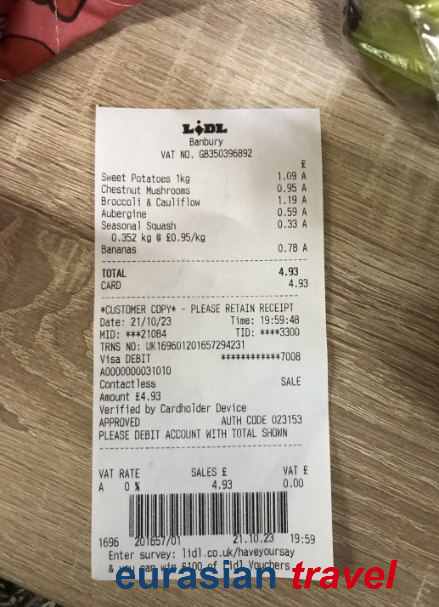 LIDL
Banbury
VAT NO. GB350396892
£
Sweet Potatoes 1kg 1.09 A
Chestnut Mushrooms 0.95 A
Broccoli & Cauliflow 1.19 A
Aubergine 0.59 A
Seasonal Squash 0.33 A
0.352 kg @ £0.95/kg
Bananas 0.78 A
TOTAL 4.93
CARD 4.93
*CUSTOMER COPY* - PLEASE RETAIN RECEIPT
Date: 21/10/23 Time: 19:59:48
MID: ***21084 TID: ****3300
TRNS NO: UK169601201657294231
Visa DEBIT ************7008
A0000000031010
Contactless SALE
Amount £4.93
Verified by Cardholder Device
APPROVED AUTH CODE 023153
PLEASE DEBIT ACCOUNT WITH TOTAL SHOWN
VAT RATE SALES £ VAT £
A 0 % 4.93 0.00
1696 201657/01 21.10.23 19:59
Enter survey: lidl.co.uk/haveyoursay
& you can win £100 of Lidl Vouchers
eurasian travel